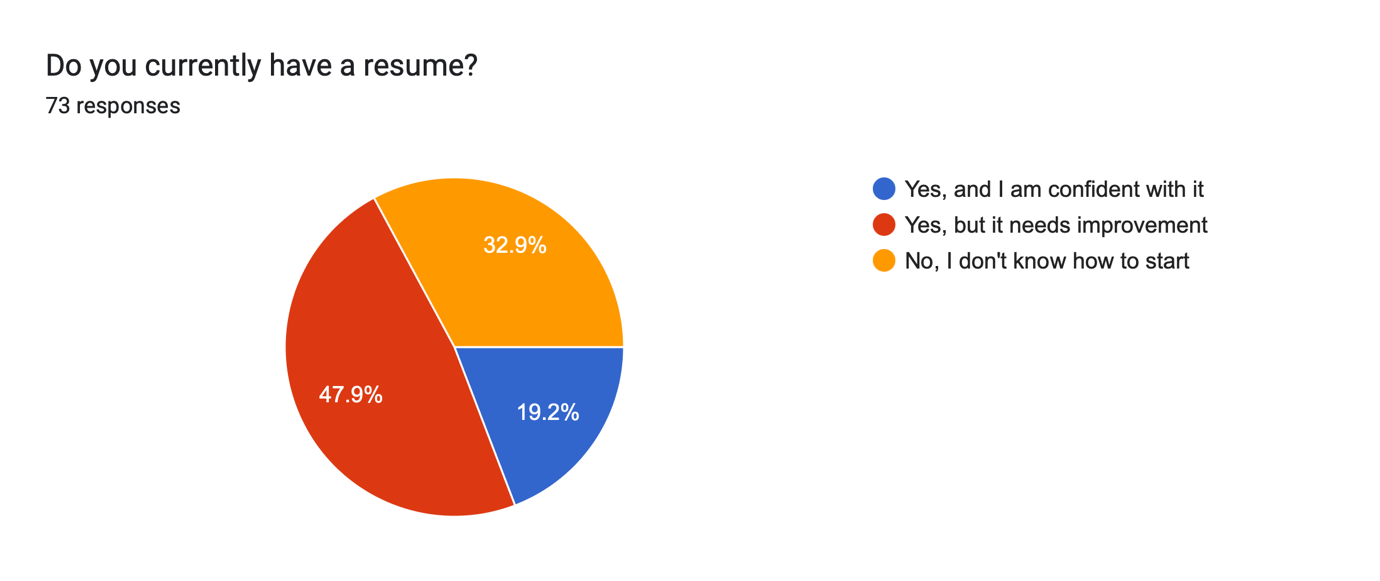 Do you currently have a resume?
73 responses
Yes, and I am confident with it
Yes, but it needs improvement
No, I don't know how to start
32.9%
47.9%
19.2%